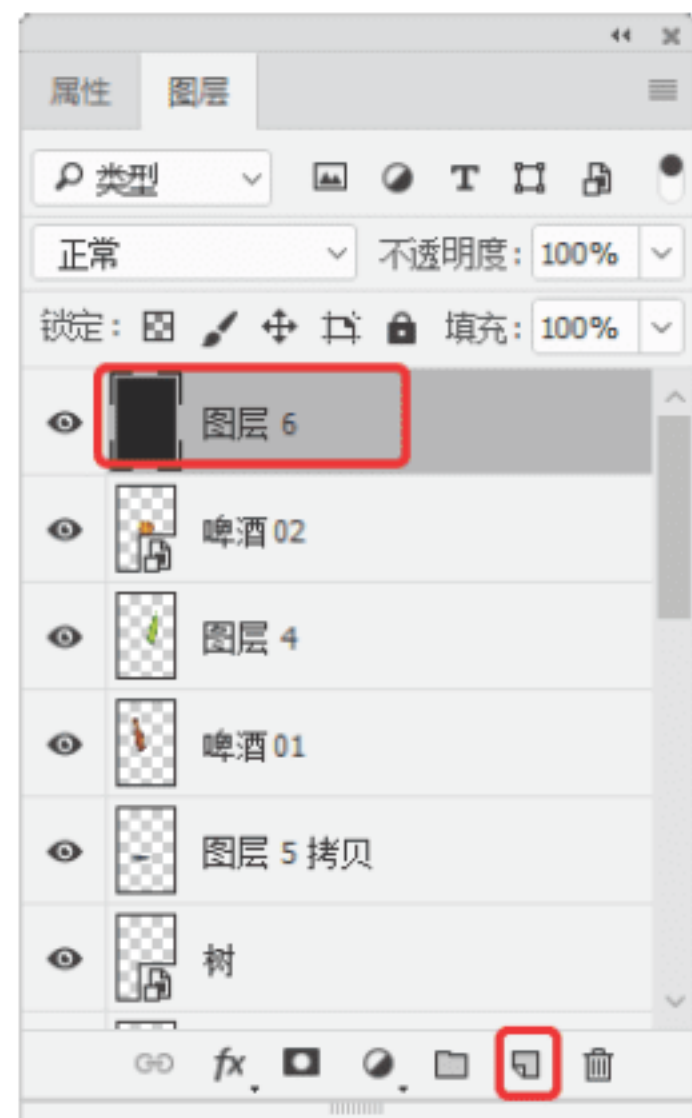 属性 图层
类型 T
正常 不透明度: 100%
锁定: 填充: 100%
图层 6
啤酒 02
图层 4
啤酒 01
图层 5 拷贝
树
fx